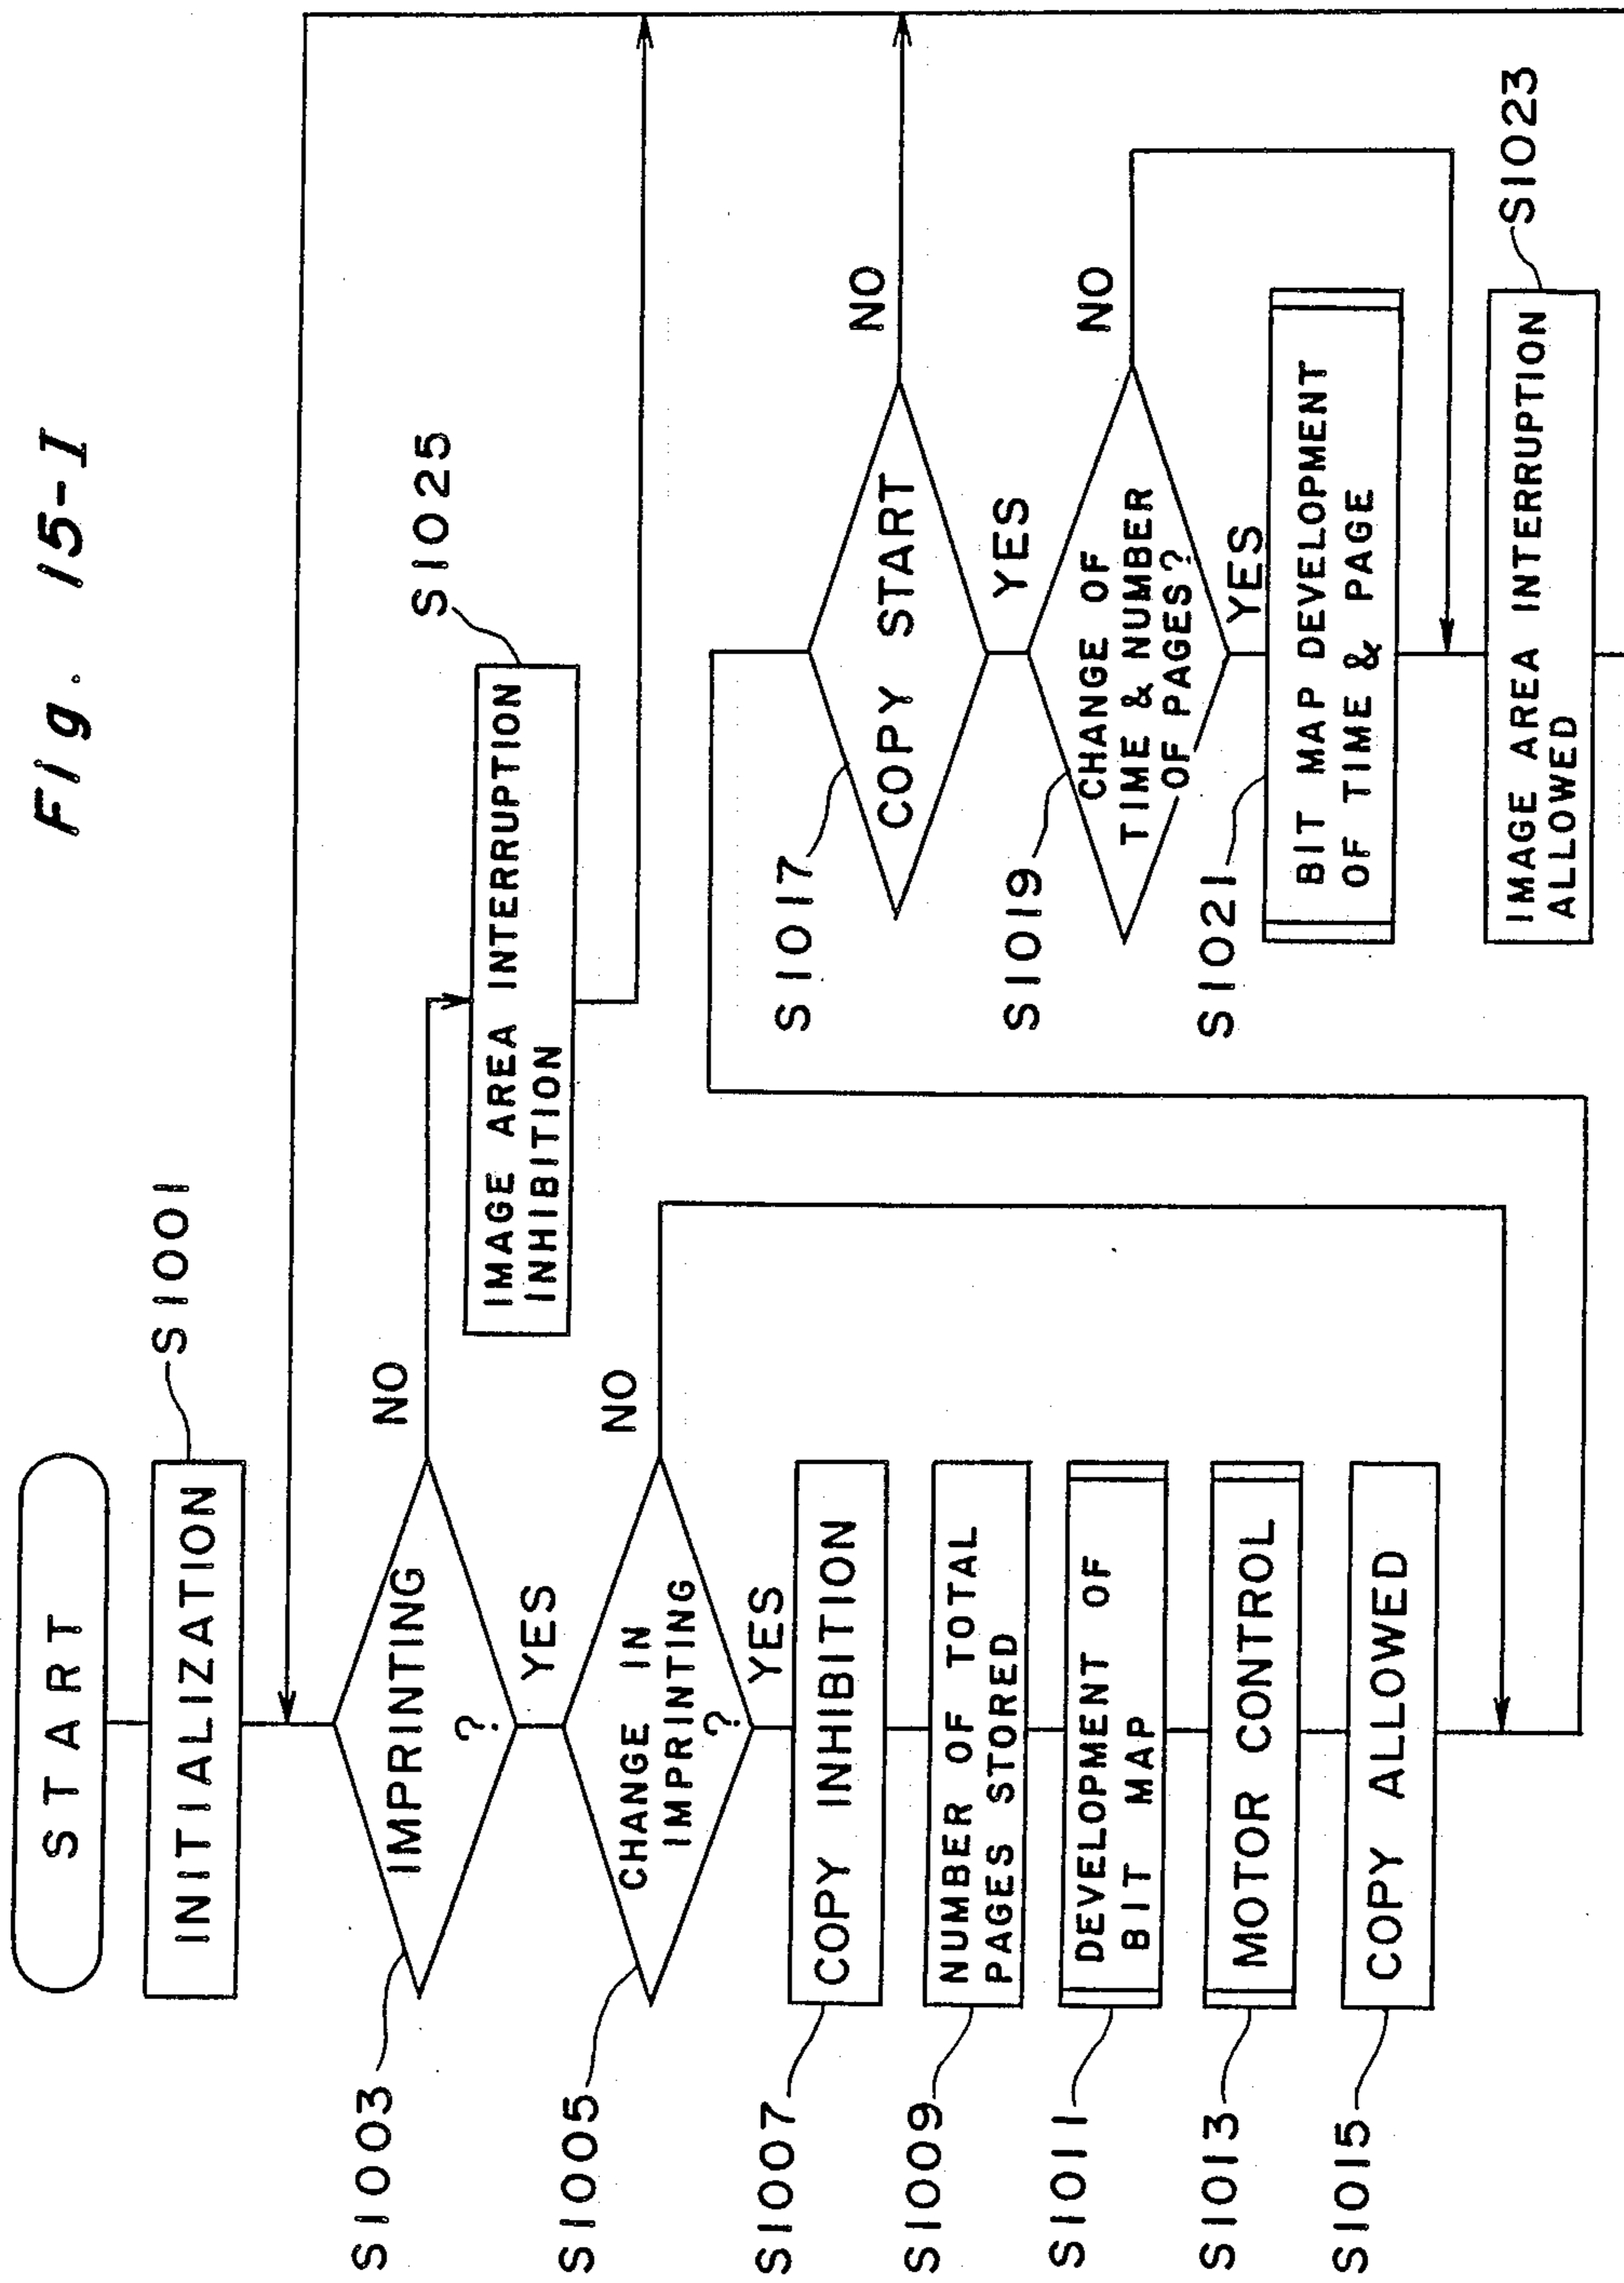 Fig. 15-1
START
INITIALIZATION
S1001
IMPRINTING
?
S1003
NO
YES
IMAGE AREA INTERRUPTION
INHIBITION
S1025
CHANGE IN
IMPRINTING
?
S1005
NO
YES
COPY INHIBITION
S1007
NUMBER OF TOTAL
PAGES STORED
S1009
DEVELOPMENT OF
BIT MAP
S1011
MOTOR CONTROL
S1013
COPY ALLOWED
S1015
COPY START
S1017
NO
YES
CHANGE OF
TIME & NUMBER
OF PAGES?
S1019
NO
YES
BIT MAP DEVELOPMENT
OF TIME & PAGE
S1021
IMAGE AREA INTERRUPTION
ALLOWED
S1023